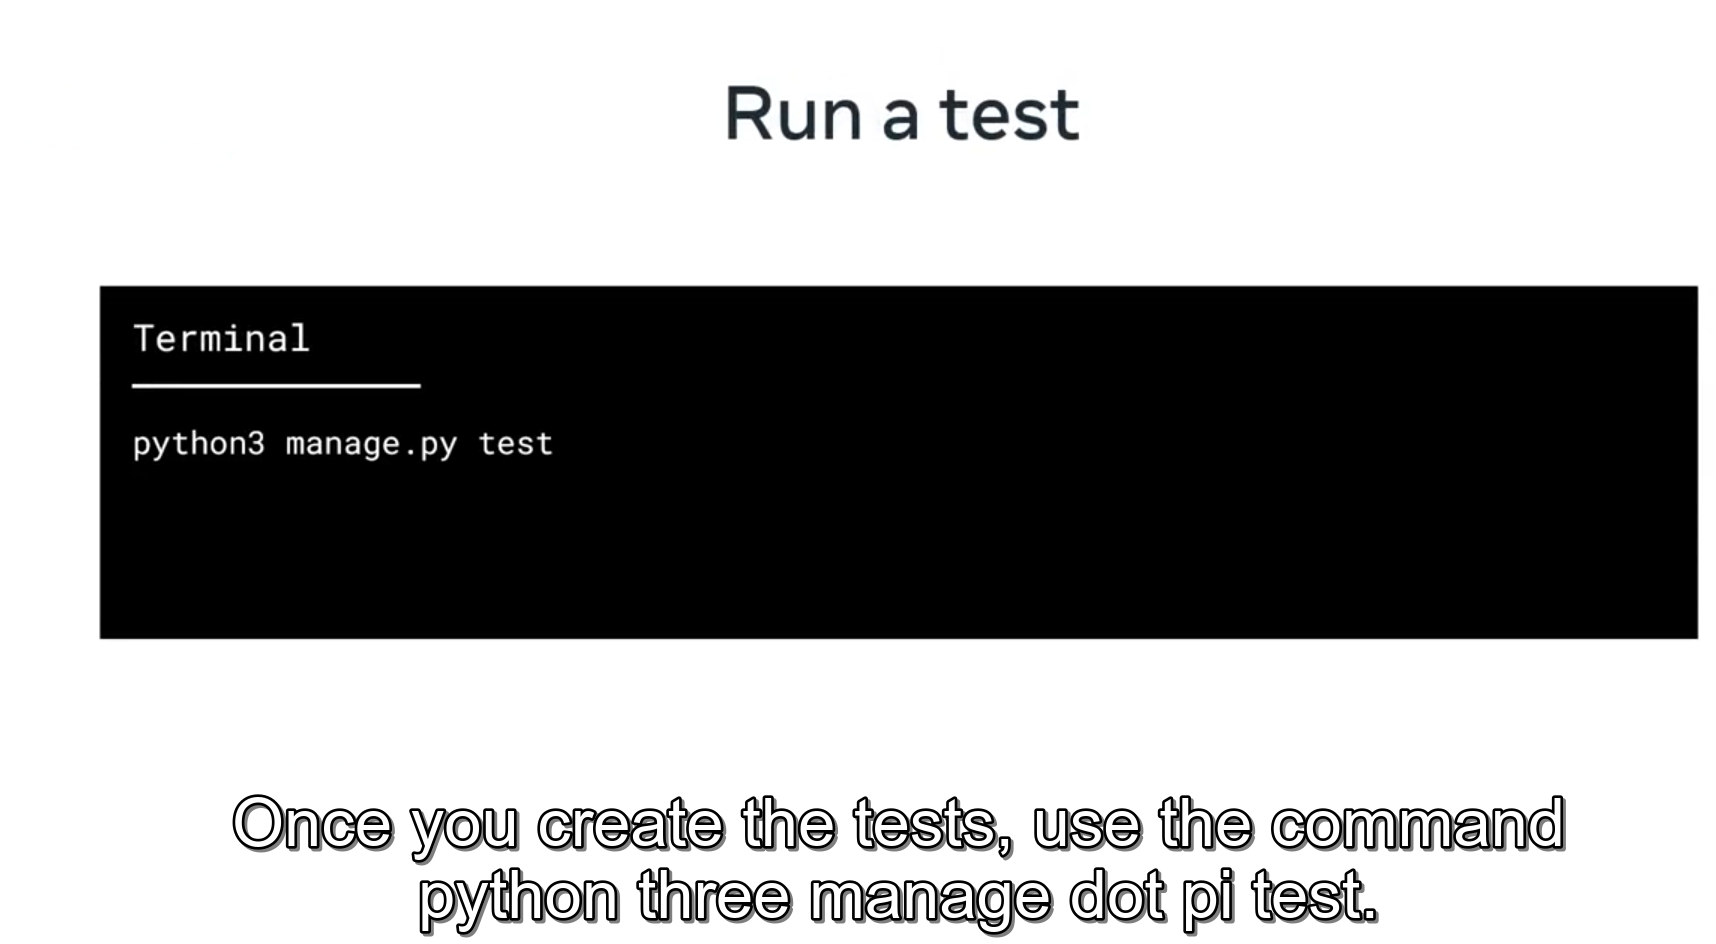 Run a test
Terminal
python3 manage.py test
Once you create the tests, use the command
python three manage dot pi test.